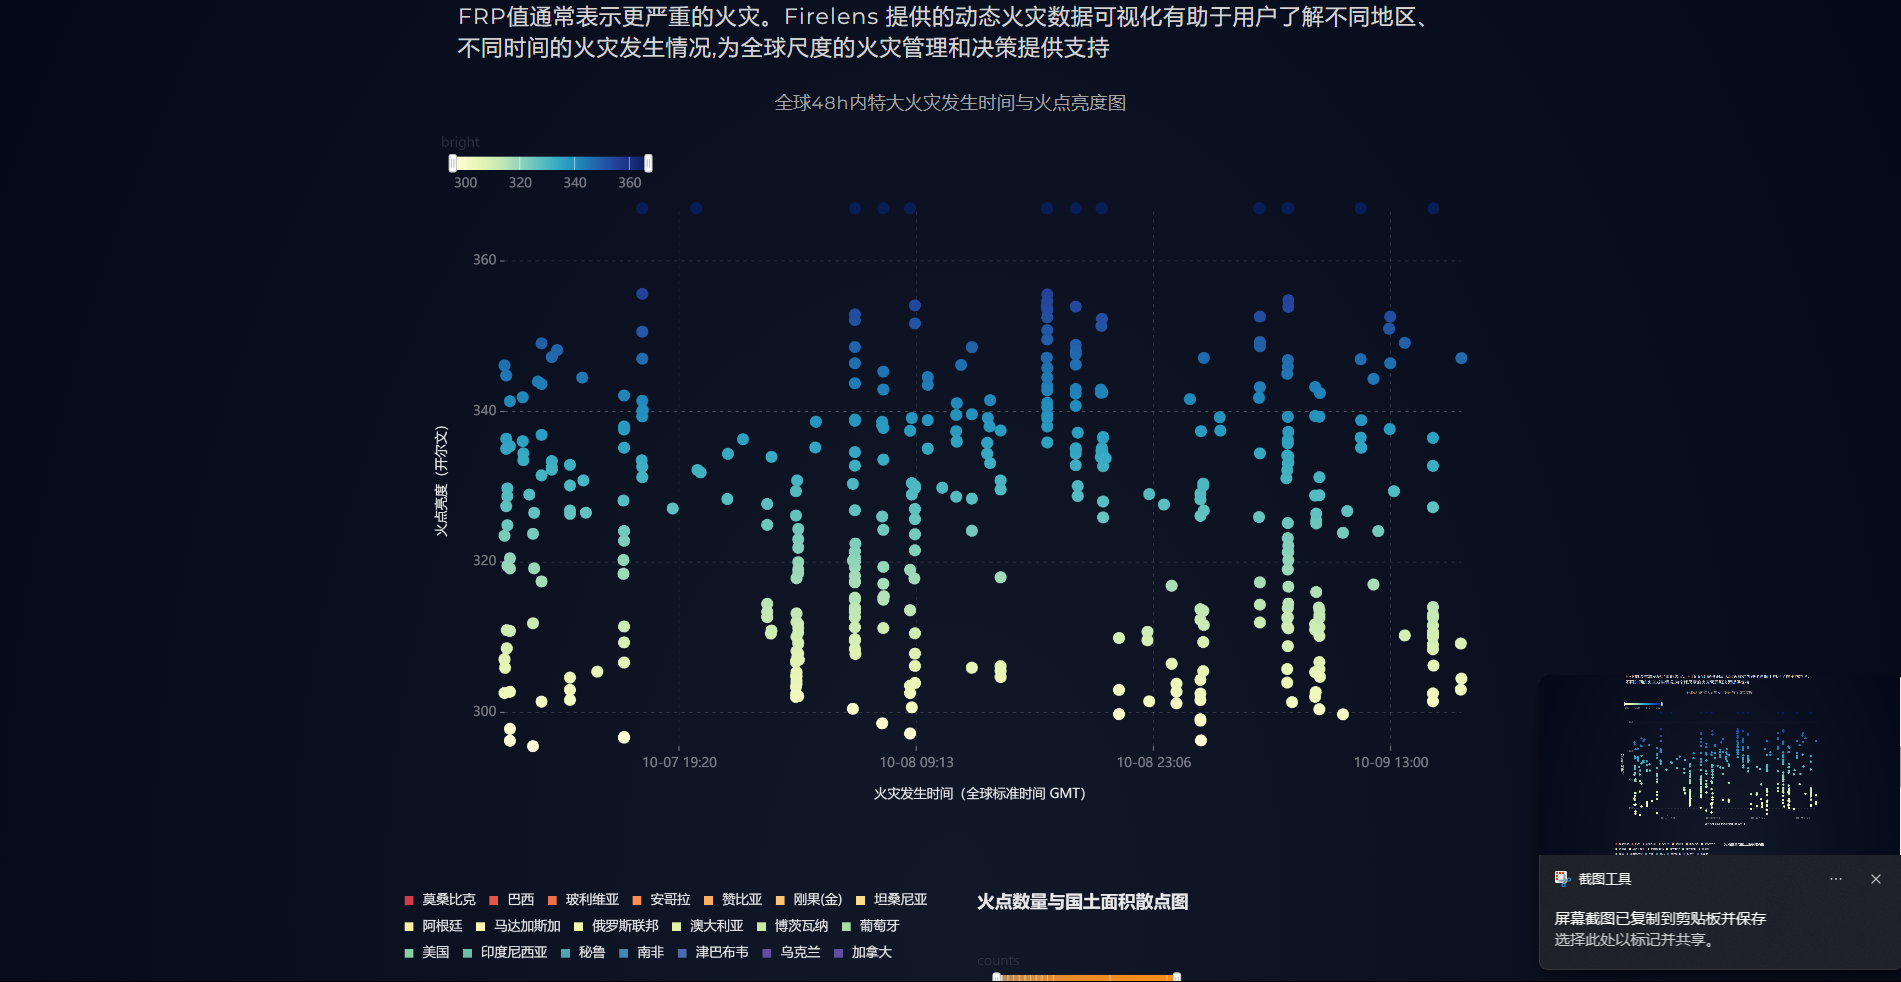 FRP值通常表示更严重的火灾。Firelens 提供的动态火灾数据可视化有助于用户了解不同地区、
不同时间的火灾发生情况,为全球尺度的火灾管理和决策提供支持
全球48h内特大火灾发生时间与火点亮度图
bright
300 320 340 360
360
340
320
300
火点亮度（开尔文）
10-07 19:20 10-08 09:13 10-08 23:06 10-09 13:00
火灾发生时间（全球标准时间 GMT）
莫桑比克 巴西 玻利维亚 安哥拉 赞比亚 刚果(金) 坦桑尼亚
阿根廷 马达加斯加 俄罗斯联邦 澳大利亚 博茨瓦纳 葡萄牙
美国 印度尼西亚 秘鲁 南非 津巴布韦 乌克兰 加拿大
火点数量与国土面积散点图
counts
截图工具
屏幕截图已复制到剪贴板并保存
选择此处以标记并共享。